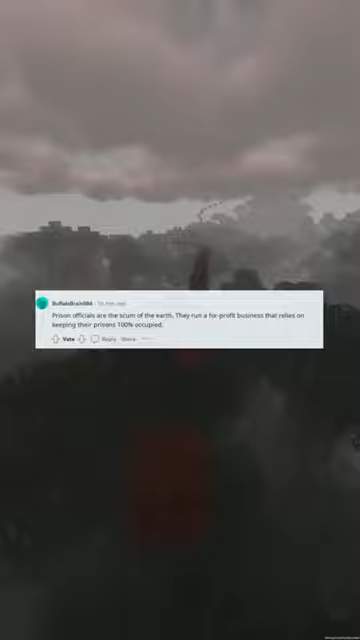 Prison officials are the scum of the earth. They run a for-profit business that relies on
keeping their prisons 100% occupied.
Vote Reply Share